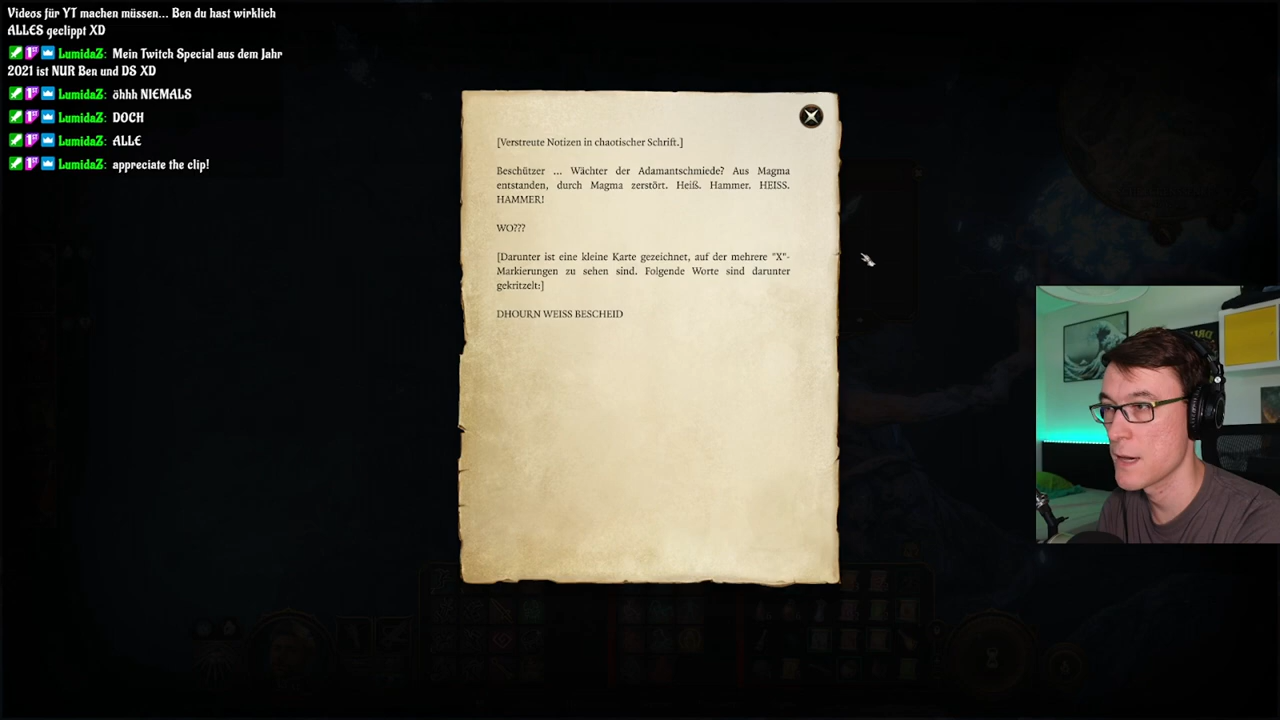 Videos für YT machen müssen... Ben du hast wirklich
ALLES geclippt XD
LumidaZ: Mein Twitch Special aus dem Jahr
2021 ist NUR Ben und DS XD
LumidaZ: öhhh NIEMALS
LumidaZ: DOCH
LumidaZ: ALLE
LumidaZ: appreciate the clip!
[Verstreute Notizen in chaotischer Schrift.]
Beschützer ... Wächter der Adamantschmiede? Aus Magma
entstanden, durch Magma zerstört. Heiß. Hammer. HEISS.
HAMMER!
WO???
[Darunter ist eine kleine Karte gezeichnet, auf der mehrere "X"-
Markierungen zu sehen sind. Folgende Worte sind darunter
gekritzelt:]
DHOURN WEISS BESCHEID